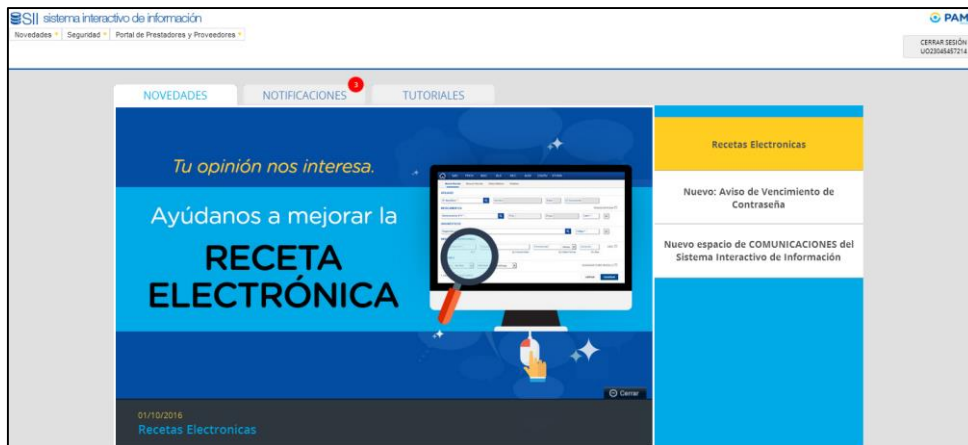 SII sistema interactivo de información
PAM
Novedades
Seguridad
Portal de Prestadores y Proveedores
CERRAR SESIÓN
UO23045457214
NOVEDADES
NOTIFICACIONES
3
TUTORIALES
Tu opinión nos interesa.
Ayúdanos a mejorar la
RECETA
ELECTRÓNICA
Cerrar
01/10/2016
Recetas Electronicas
Recetas Electronicas
Nuevo: Aviso de Vencimiento de
Contraseña
Nuevo espacio de COMUNICACIONES del
Sistema Interactivo de Información